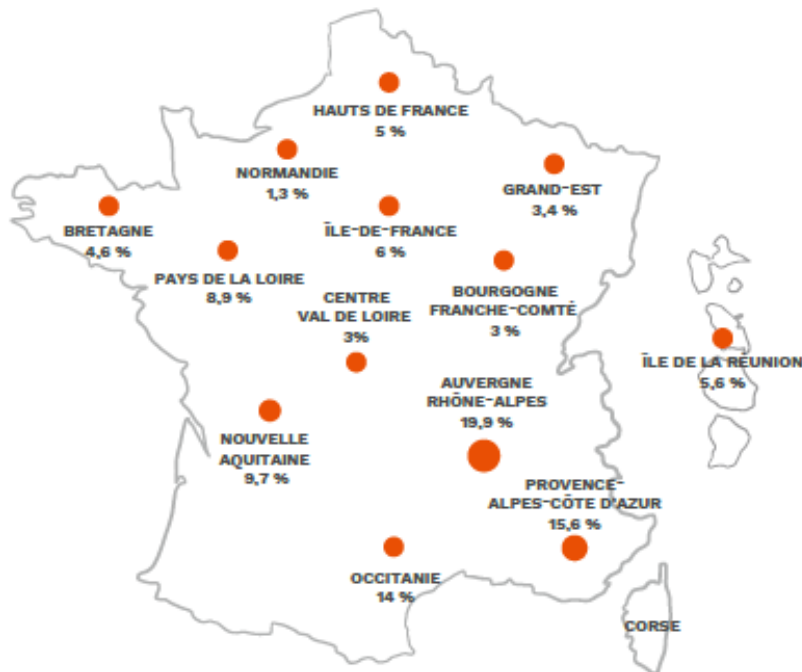 HAUTS DE FRANCE
5 %
NORMANDIE
1,3 %
GRAND-EST
3,4 %
BRETAGNE
4,6 %
ÎLE-DE-FRANCE
6 %
PAYS DE LA LOIRE
8,9 %
CENTRE
VAL DE LOIRE
3%
BOURGOGNE
FRANCHE-COMTÉ
3 %
ÎLE DE LA RÉUNION
5,6 %
AUVERGNE
RHÔNE-ALPES
19,9 %
NOUVELLE
AQUITAINE
9,7 %
PROVENCE-
ALPES-CÔTE D'AZUR
15,6 %
OCCITANIE
14 %
CORSE